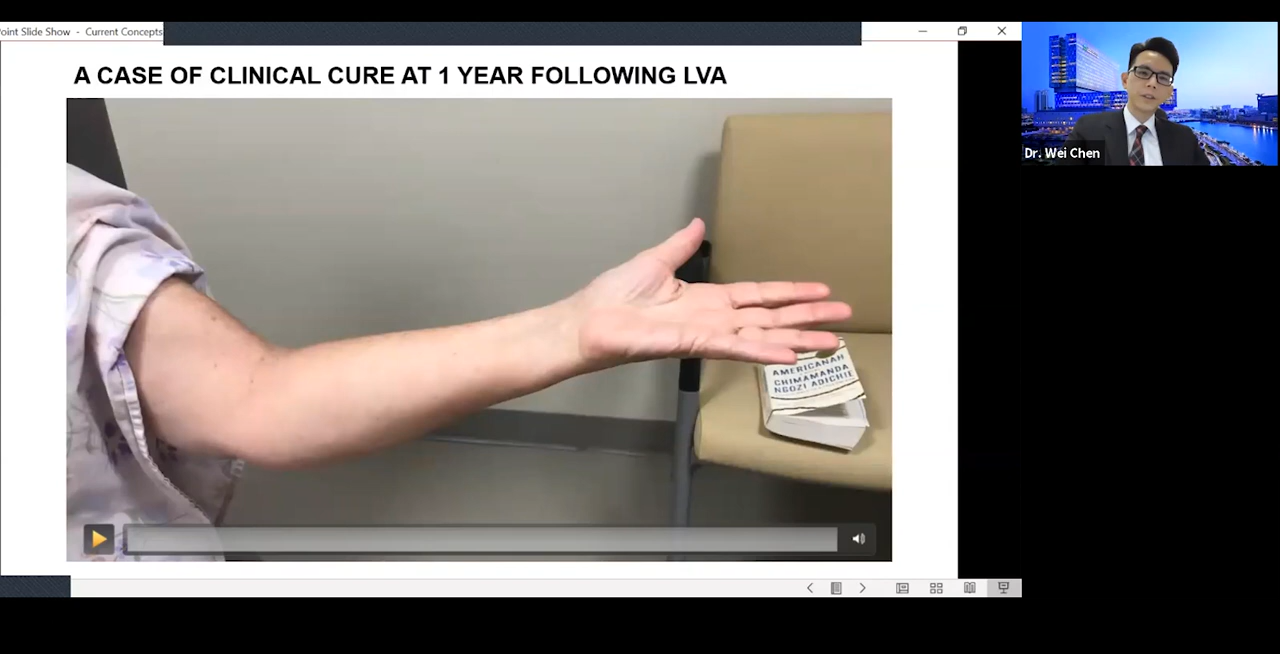 oint Slide Show - Current Concepts
A CASE OF CLINICAL CURE AT 1 YEAR FOLLOWING LVA
Dr. Wei Chen
AMERICANAH
CHIMAMANDA
NGOZI ADICHIE